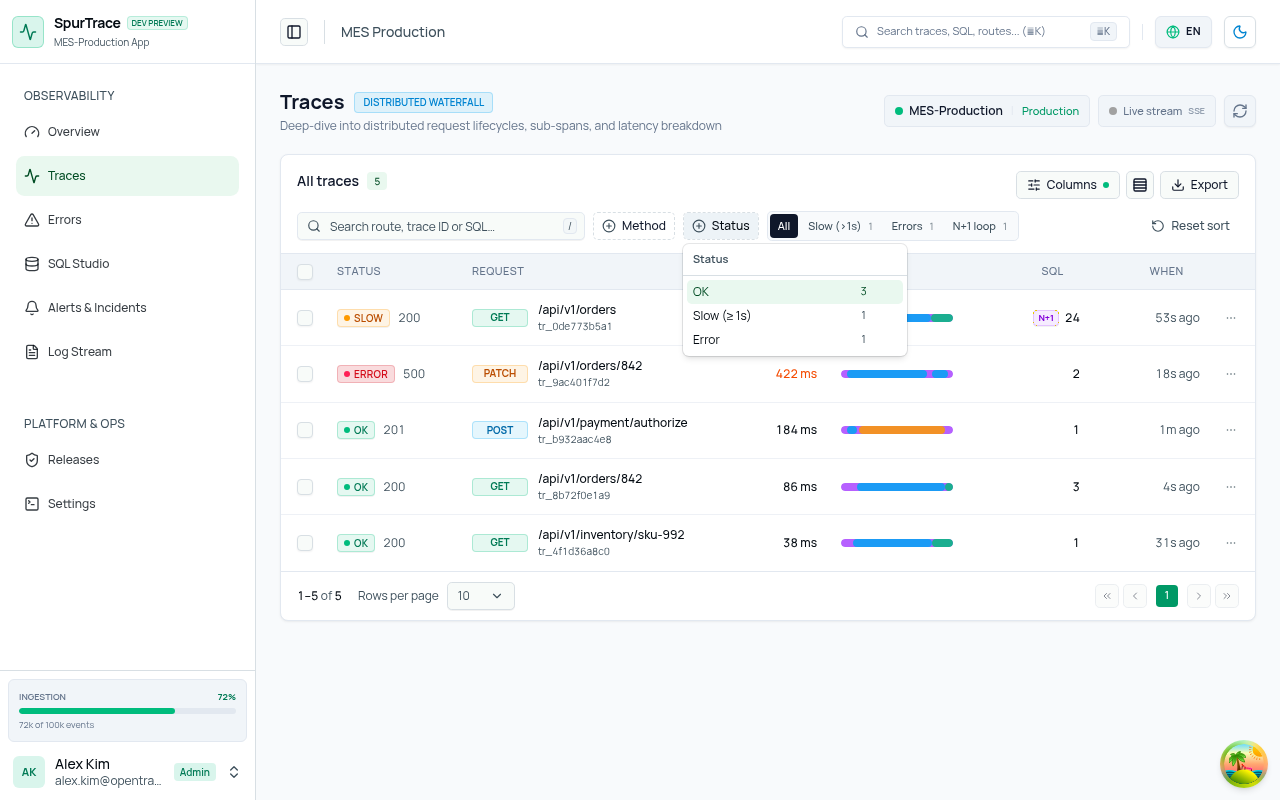 SpurTrace DEV PREVIEW
MES-Production App
OBSERVABILITY
Overview
Traces
Errors
SQL Studio
Alerts & Incidents
Log Stream
PLATFORM & OPS
Releases
Settings
INGESTION 72%
72k of 100k events
AK Alex Kim
alex.kim@opentra... Admin
MES Production
Search traces, SQL, routes... (⌘K) ⌘K
EN
Traces DISTRIBUTED WATERFALL
Deep-dive into distributed request lifecycles, sub-spans, and latency breakdown
MES-Production Production
Live stream SSE
All traces 5
Columns
Export
Search route, trace ID or SQL... /
Method
Status
All Slow (>1s) 1 Errors 1 N+1 loop 1
Reset sort
Status
OK 3
Slow (≥ 1s) 1
Error 1
STATUS REQUEST SQL WHEN
SLOW 200 GET /api/v1/orders N+1 24 53s ago ...
tr_0de773b5a1
ERROR 500 PATCH /api/v1/orders/842 422 ms 2 18s ago ...
tr_9ac401f7d2
OK 201 POST /api/v1/payment/authorize 184 ms 1 1m ago ...
tr_b932aac4e8
OK 200 GET /api/v1/orders/842 86 ms 3 4s ago ...
tr_8b72f0e1a9
OK 200 GET /api/v1/inventory/sku-992 38 ms 1 31s ago ...
tr_4f1d36a8c0
1–5 of 5 Rows per page 10
« ‹ 1 › »